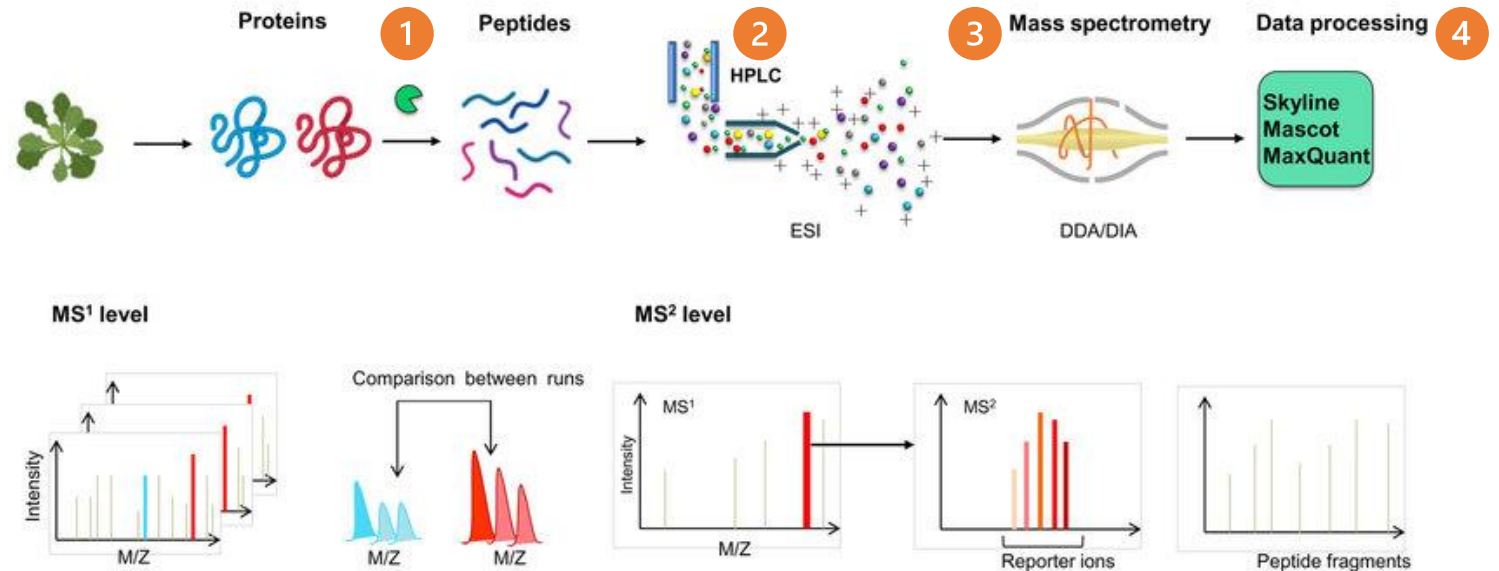 Proteins
1
Peptides
2
HPLC
3
Mass spectrometry
Data processing
4
Skyline
Mascot
MaxQuant
ESI
DDA/DIA
MS¹ level
MS² level
Comparison between runs
Intensity
M/Z
M/Z
M/Z
MS¹
Intensity
M/Z
MS²
Reporter ions
Peptide fragments